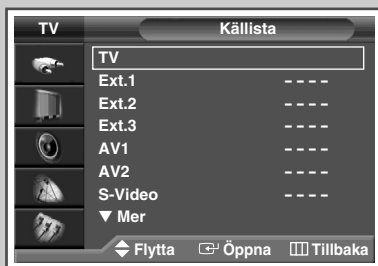 TV Källista
TV
Ext.1 - - - -
Ext.2 - - - -
Ext.3 - - - -
AV1 - - - -
AV2 - - - -
S-Video - - - -
▼ Mer
Flytta Öppna Tillbaka